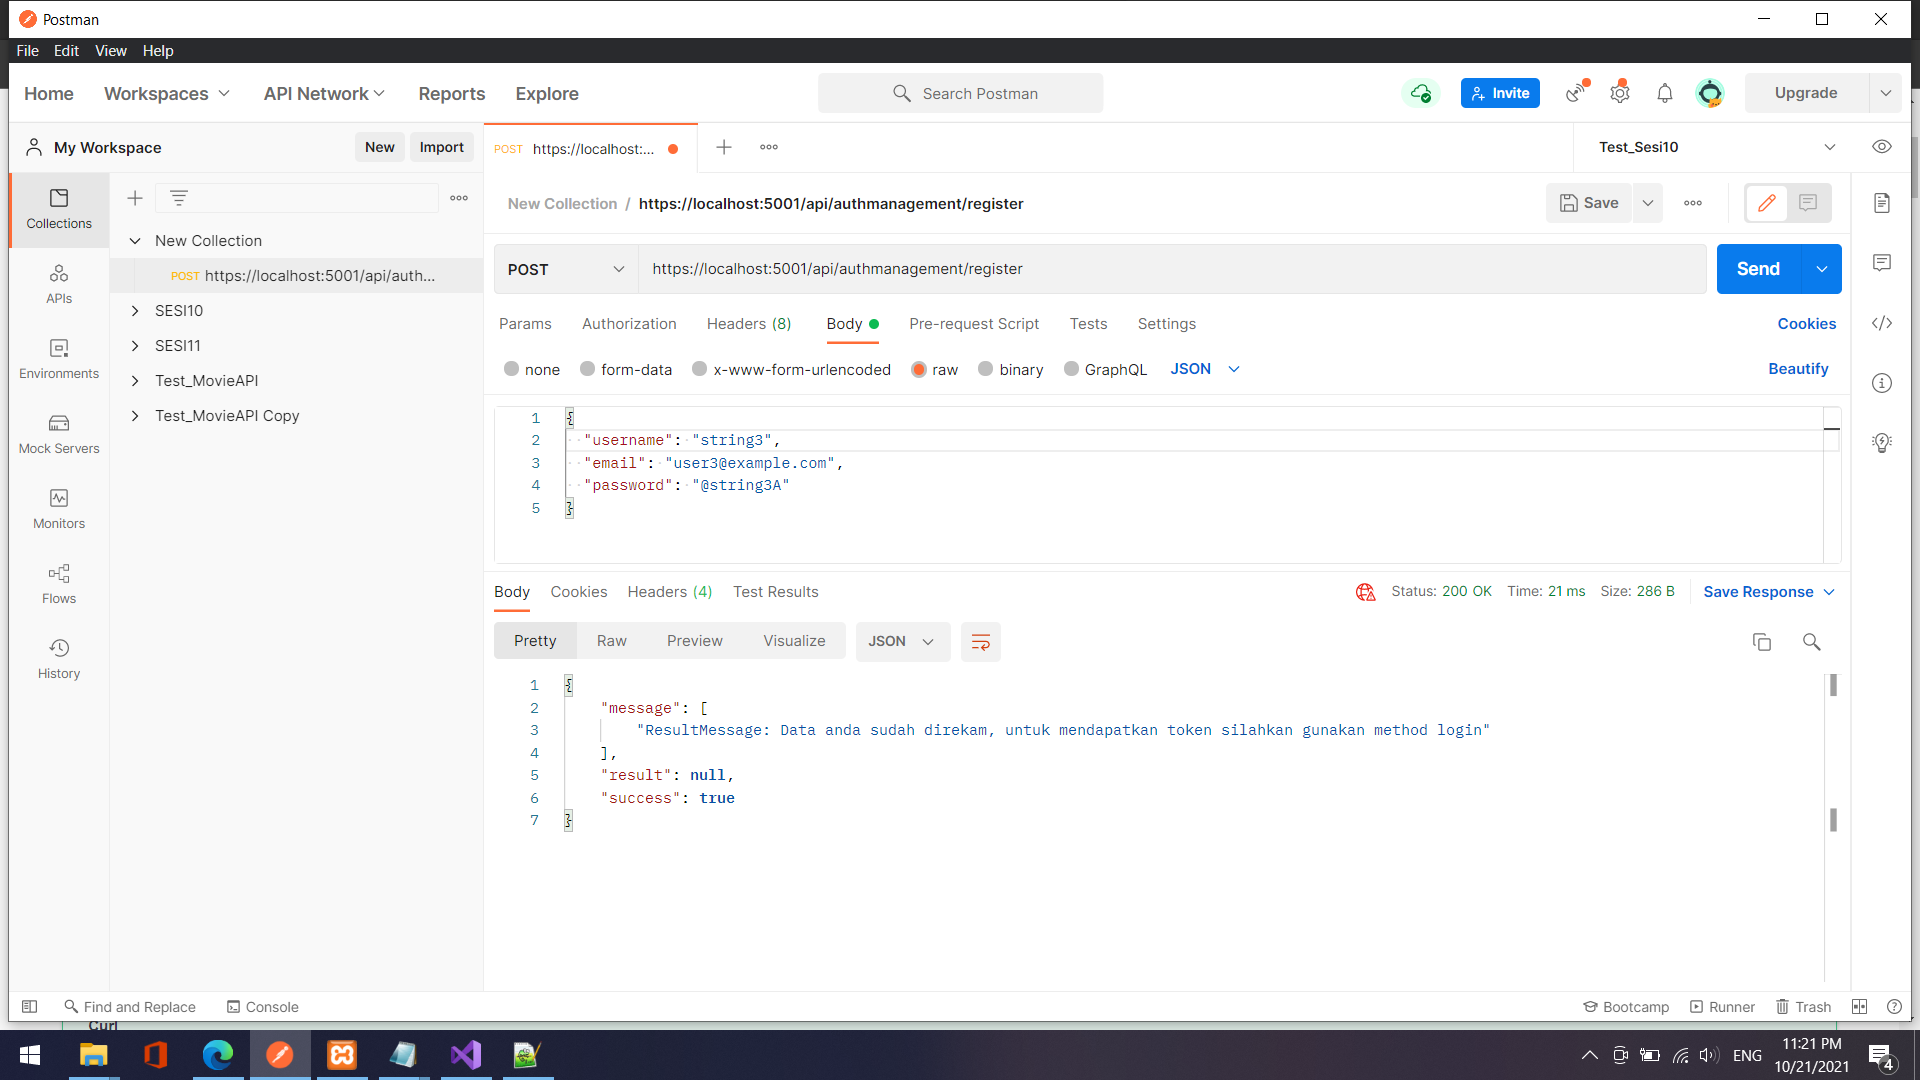 Postman
File Edit View Help
Home Workspaces API Network Reports Explore Search Postman Invite Upgrade
My Workspace New Import POST https://localhost:... Test_Sesi10
Collections
APIs
Environments
Mock Servers
Monitors
Flows
History
New Collection
POST https://localhost:5001/api/auth...
SESI10
SESI11
Test_MovieAPI
Test_MovieAPI Copy
New Collection / https://localhost:5001/api/authmanagement/register Save
POST https://localhost:5001/api/authmanagement/register Send
Params Authorization Headers (8) Body Pre-request Script Tests Settings Cookies
none form-data x-www-form-urlencoded raw binary GraphQL JSON Beautify
1 {
2 "username": "string3",
3 "email": "user3@example.com",
4 "password": "@string3A"
5 }
Body Cookies Headers (4) Test Results Status: 200 OK Time: 21 ms Size: 286 B Save Response
Pretty Raw Preview Visualize JSON
1 {
2 "message": [
3 "ResultMessage: Data anda sudah direkam, untuk mendapatkan token silahkan gunakan method login"
4 ],
5 "result": null,
6 "success": true
7 }
Find and Replace Console Bootcamp Runner Trash
Curl
ENG 11:21 PM
10/21/2021
4